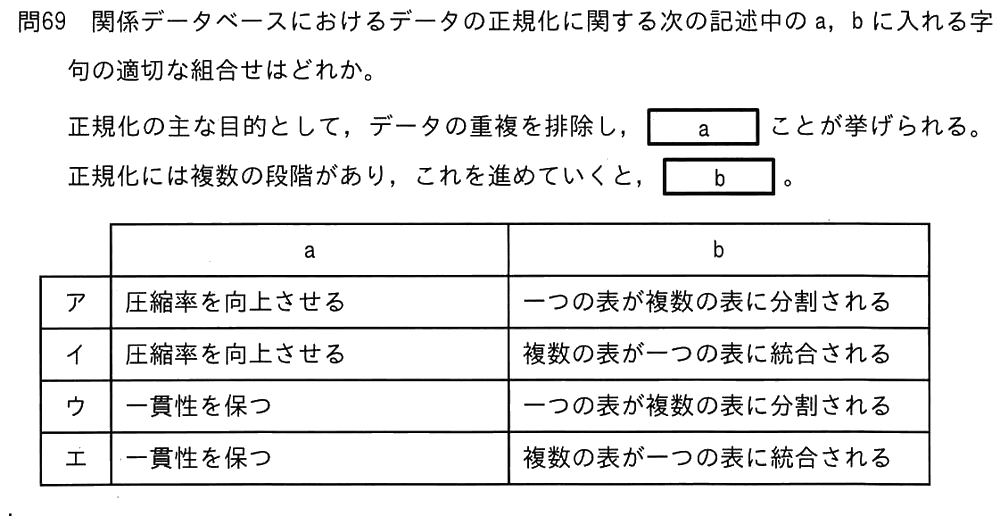 問69 関係データベースにおけるデータの正規化に関する次の記述中の a，b に入れる字
句の適切な組合せはどれか。
正規化の主な目的として，データの重複を排除し， a ことが挙げられる。
正規化には複数の段階があり，これを進めていくと， b 。
a b
ア 圧縮率を向上させる 一つの表が複数の表に分割される
イ 圧縮率を向上させる 複数の表が一つの表に統合される
ウ 一貫性を保つ 一つの表が複数の表に分割される
エ 一貫性を保つ 複数の表が一つの表に統合される